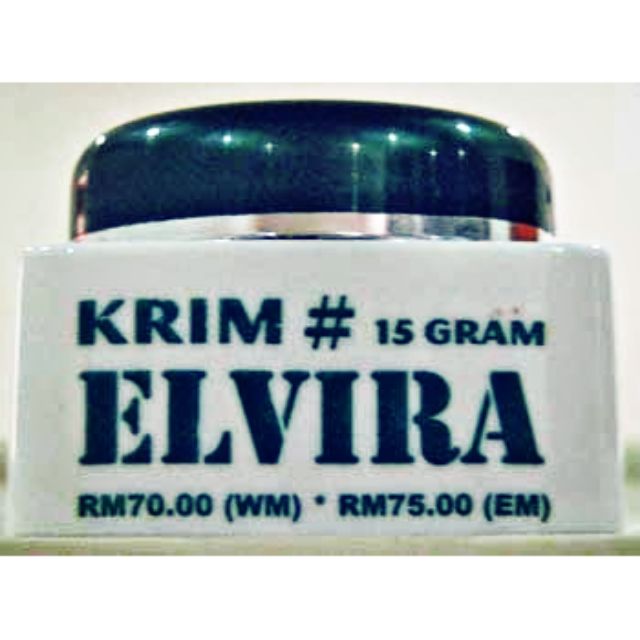 KRIM # 15 GRAM
ELVIRA
RM70.00 (WM) * RM75.00 (EM)